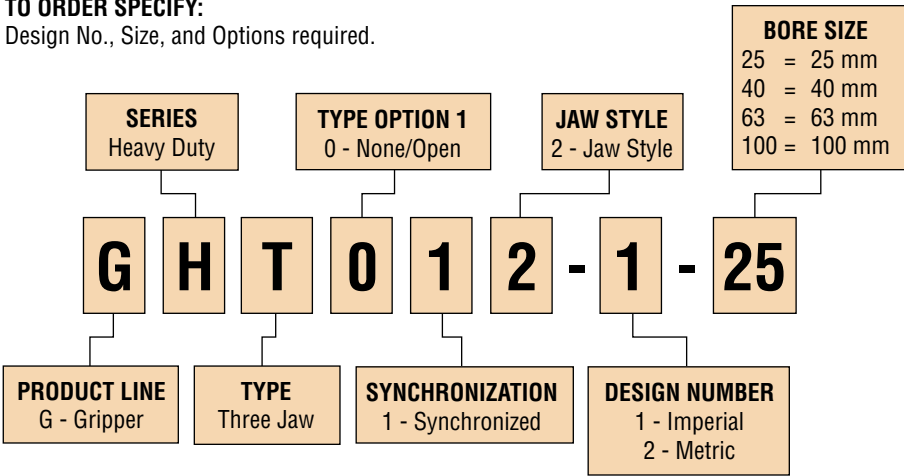 TO ORDER SPECIFY:
Design No., Size, and Options required.
BORE SIZE
25 = 25 mm
40 = 40 mm
63 = 63 mm
100 = 100 mm
SERIES
Heavy Duty
TYPE OPTION 1
0 - None/Open
JAW STYLE
2 - Jaw Style
G H T 0 1 2 - 1 - 25
PRODUCT LINE
G - Gripper
TYPE
Three Jaw
SYNCHRONIZATION
1 - Synchronized
DESIGN NUMBER
1 - Imperial
2 - Metric